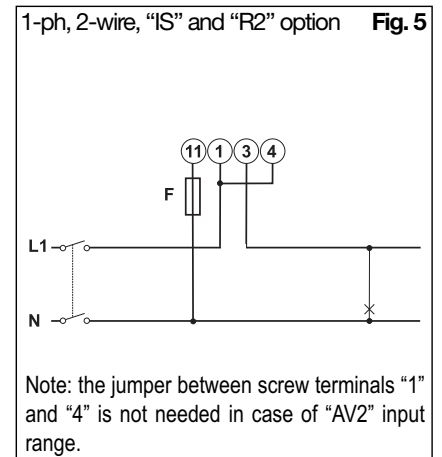 1-ph, 2-wire, “IS” and “R2” option Fig. 5
11 1 3 4
F
L1
N
Note: the jumper between screw terminals “1”
and “4” is not needed in case of “AV2” input
range.